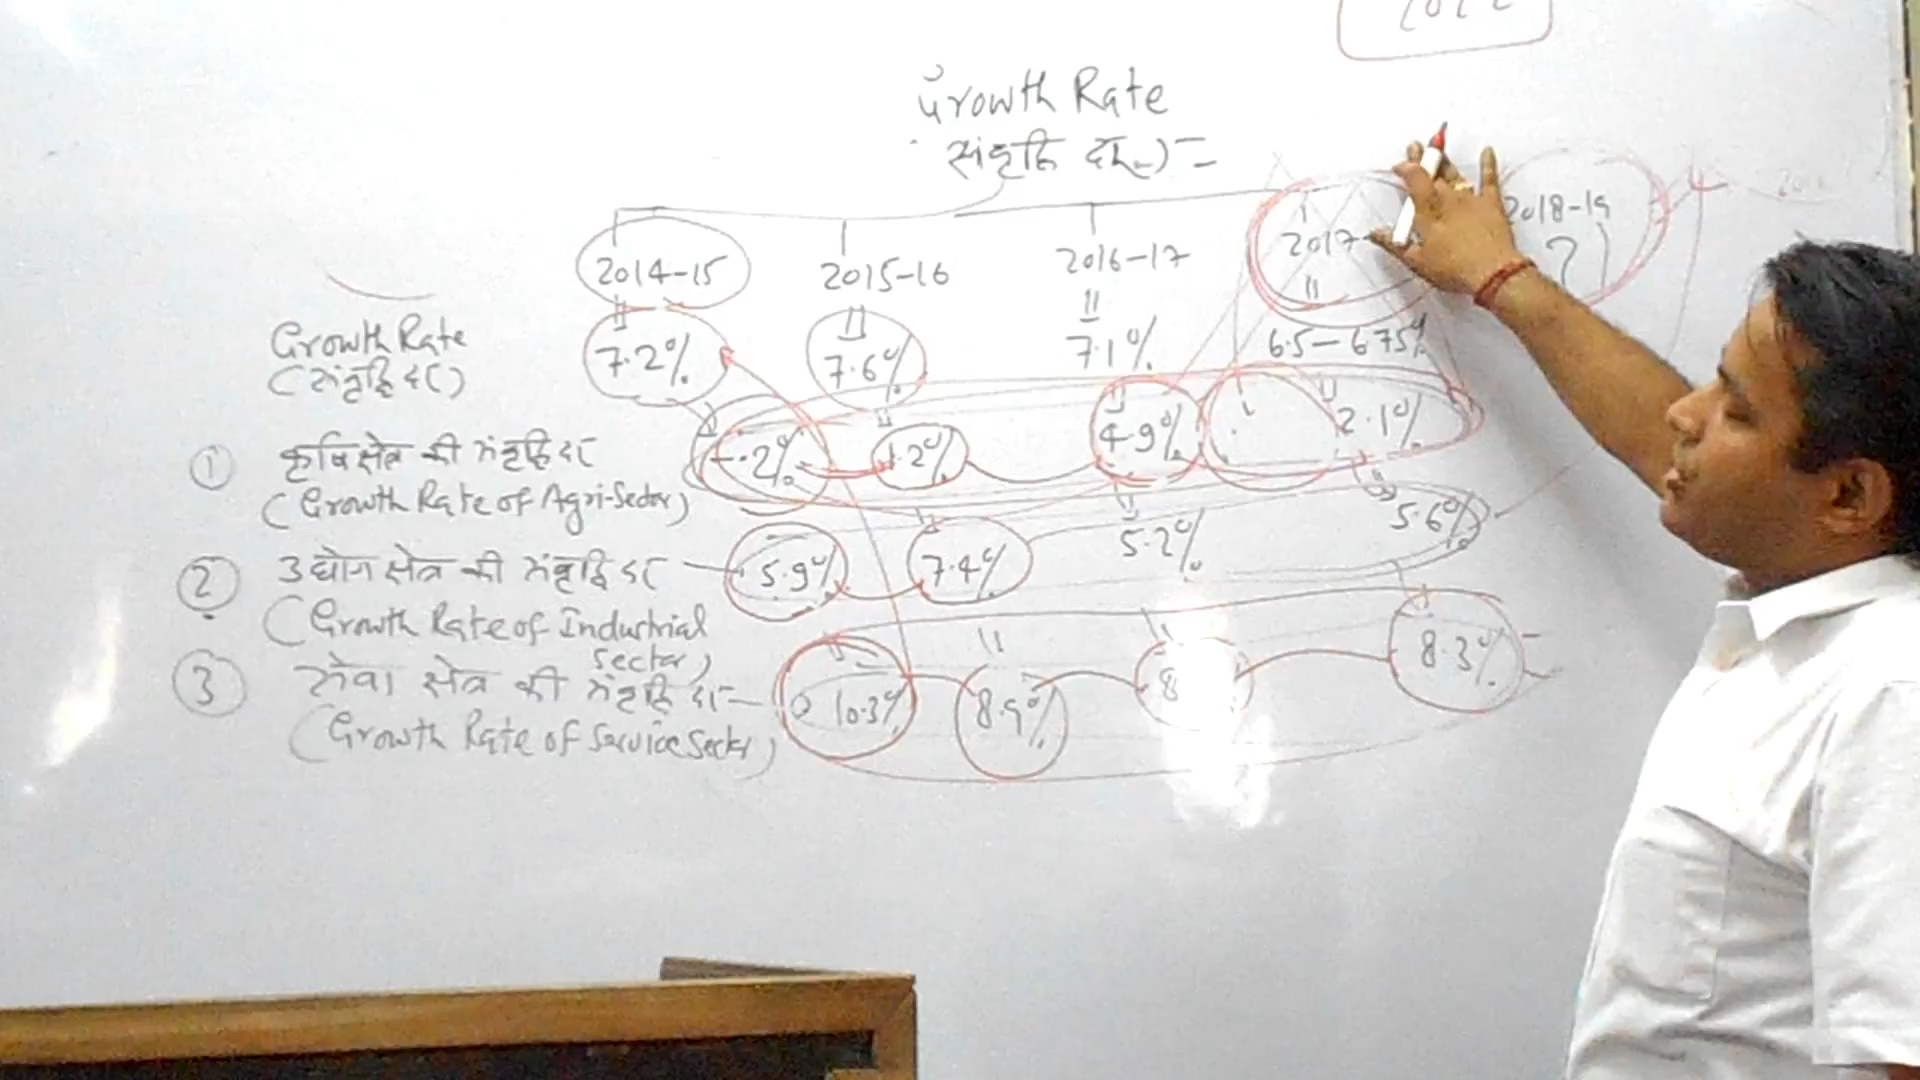 Growth Rate
संवृद्धि दर) =
2014-15 2015-16 2016-17 2017- 2018-19
?
Growth Rate
(संवृद्धि दर)
7.2% 7.6% 7.1% 6.5-6.75%
① कृषि क्षेत्र की संवृद्धि दर
(Growth Rate of Agri-Sector)
-.2% 1.2% 4.9% 2.1%
② उद्योग क्षेत्र की संवृद्धि दर
(Growth Rate of Industrial
Sector)
5.9% 7.4% 5.2% 5.6%
③ सेवा क्षेत्र की संवृद्धि दर
(Growth Rate of Service Sector)
10.3% 8.9% 8 8.3%